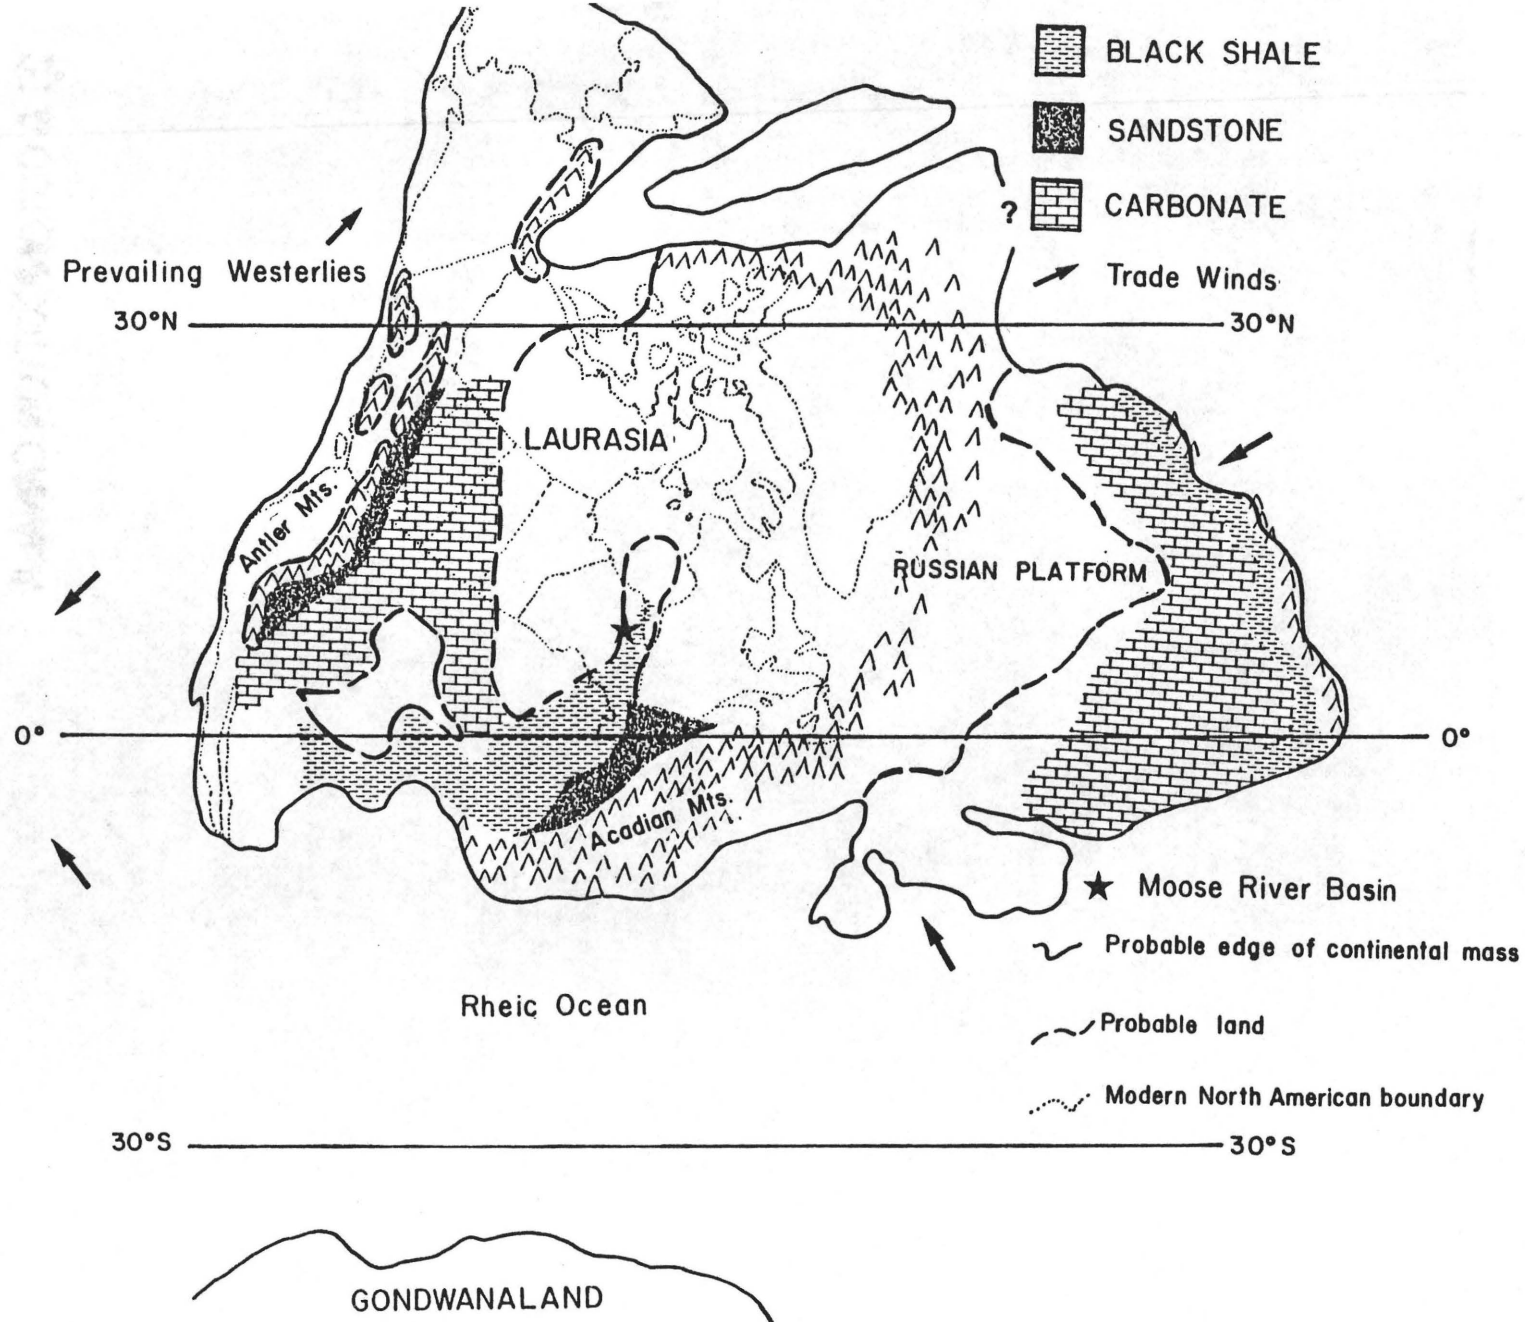 BLACK SHALE
SANDSTONE
? CARBONATE
Trade Winds
Prevailing Westerlies
30°N 30°N
LAURASIA
Antler Mts.
RUSSIAN PLATFORM
0° 0°
Acadian Mts.
Moose River Basin
Probable edge of continental mass
Rheic Ocean
Probable land
Modern North American boundary
30°S 30°S
GONDWANALAND